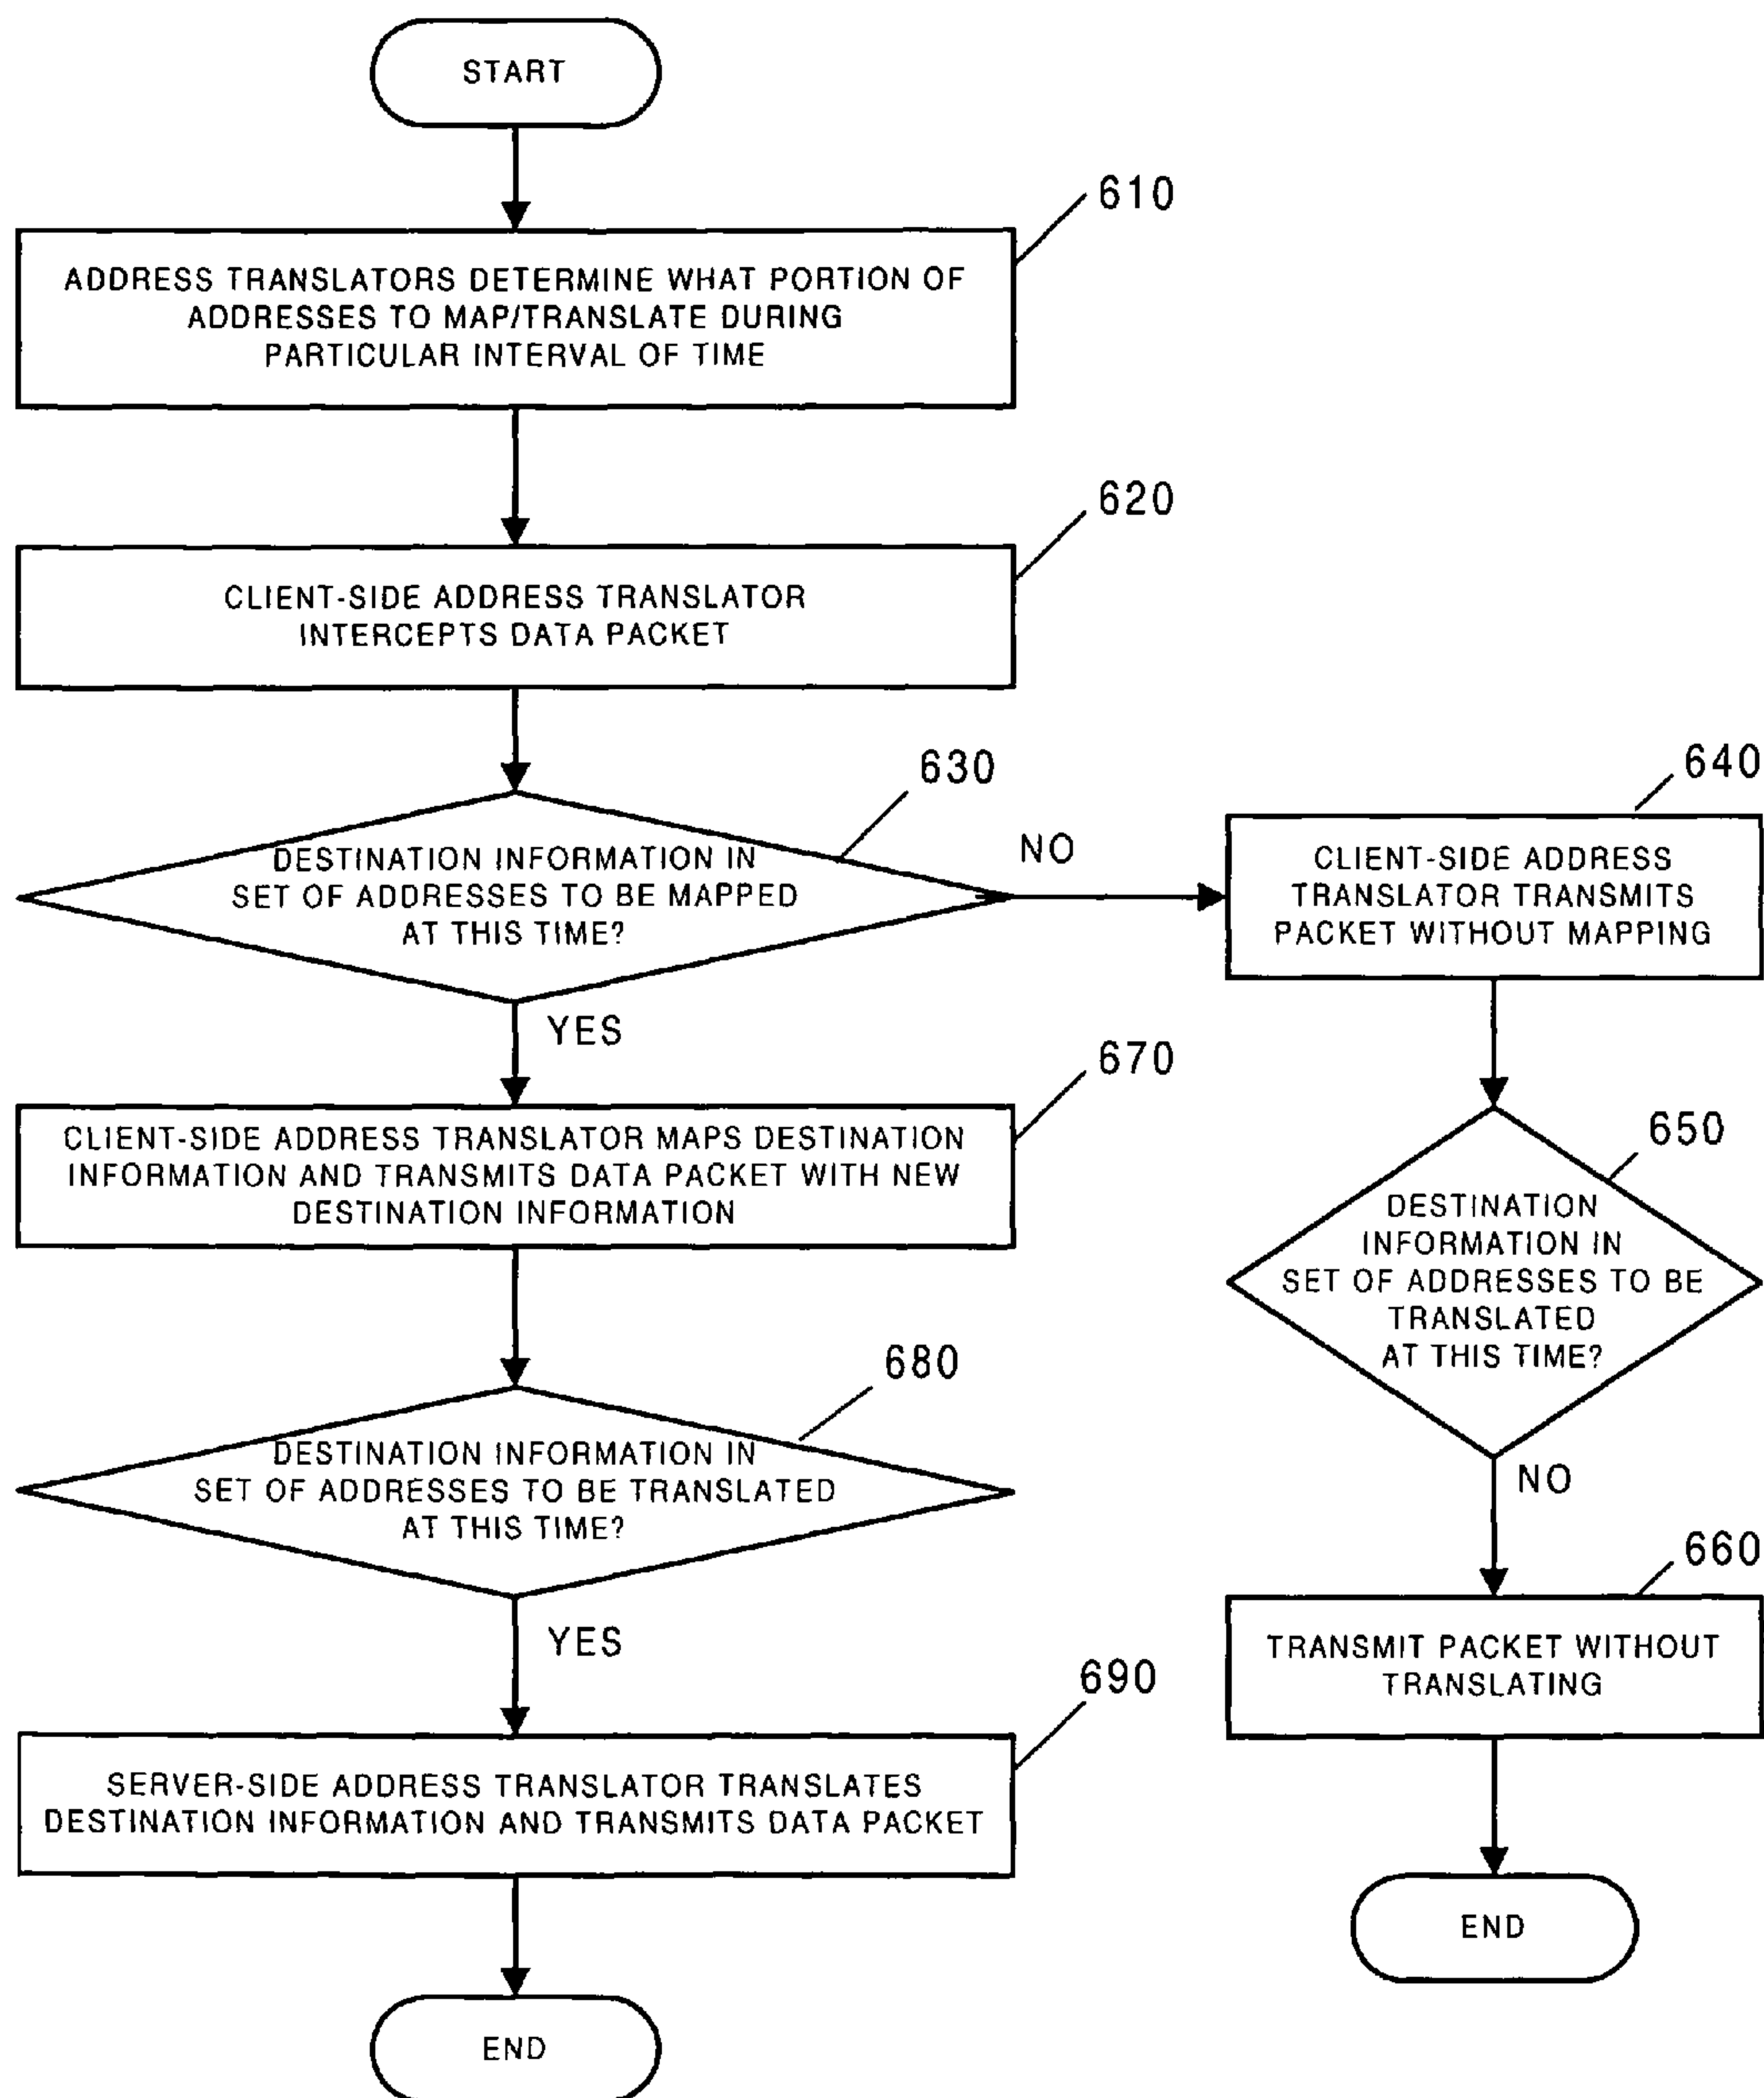 START
610
ADDRESS TRANSLATORS DETERMINE WHAT PORTION OF
ADDRESSES TO MAP/TRANSLATE DURING
PARTICULAR INTERVAL OF TIME
620
CLIENT-SIDE ADDRESS TRANSLATOR
INTERCEPTS DATA PACKET
630
DESTINATION INFORMATION IN
SET OF ADDRESSES TO BE MAPPED
AT THIS TIME?
NO
640
CLIENT-SIDE ADDRESS
TRANSLATOR TRANSMITS
PACKET WITHOUT MAPPING
YES
670
CLIENT-SIDE ADDRESS TRANSLATOR MAPS DESTINATION
INFORMATION AND TRANSMITS DATA PACKET WITH NEW
DESTINATION INFORMATION
650
DESTINATION
INFORMATION IN
SET OF ADDRESSES TO BE
TRANSLATED
AT THIS TIME?
680
DESTINATION INFORMATION IN
SET OF ADDRESSES TO BE TRANSLATED
AT THIS TIME?
NO
660
TRANSMIT PACKET WITHOUT
TRANSLATING
YES
690
SERVER-SIDE ADDRESS TRANSLATOR TRANSLATES
DESTINATION INFORMATION AND TRANSMITS DATA PACKET
END
END